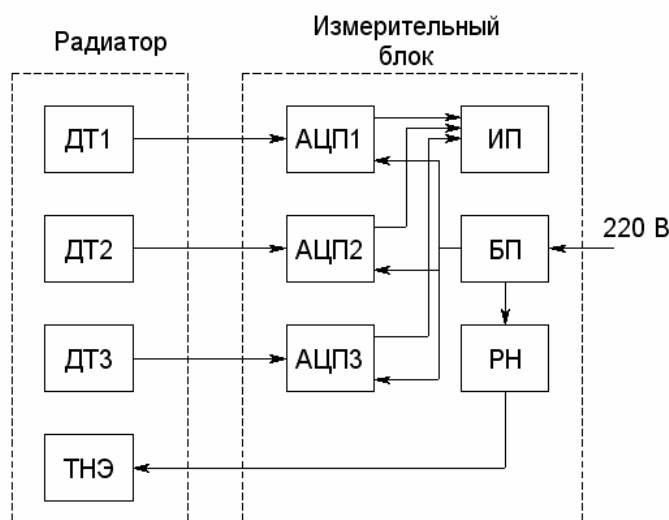 Радиатор
Измерительный
блок
ДТ1
АЦП1
ИП
ДТ2
АЦП2
БП
220 В
ДТ3
АЦП3
РН
ТНЭ